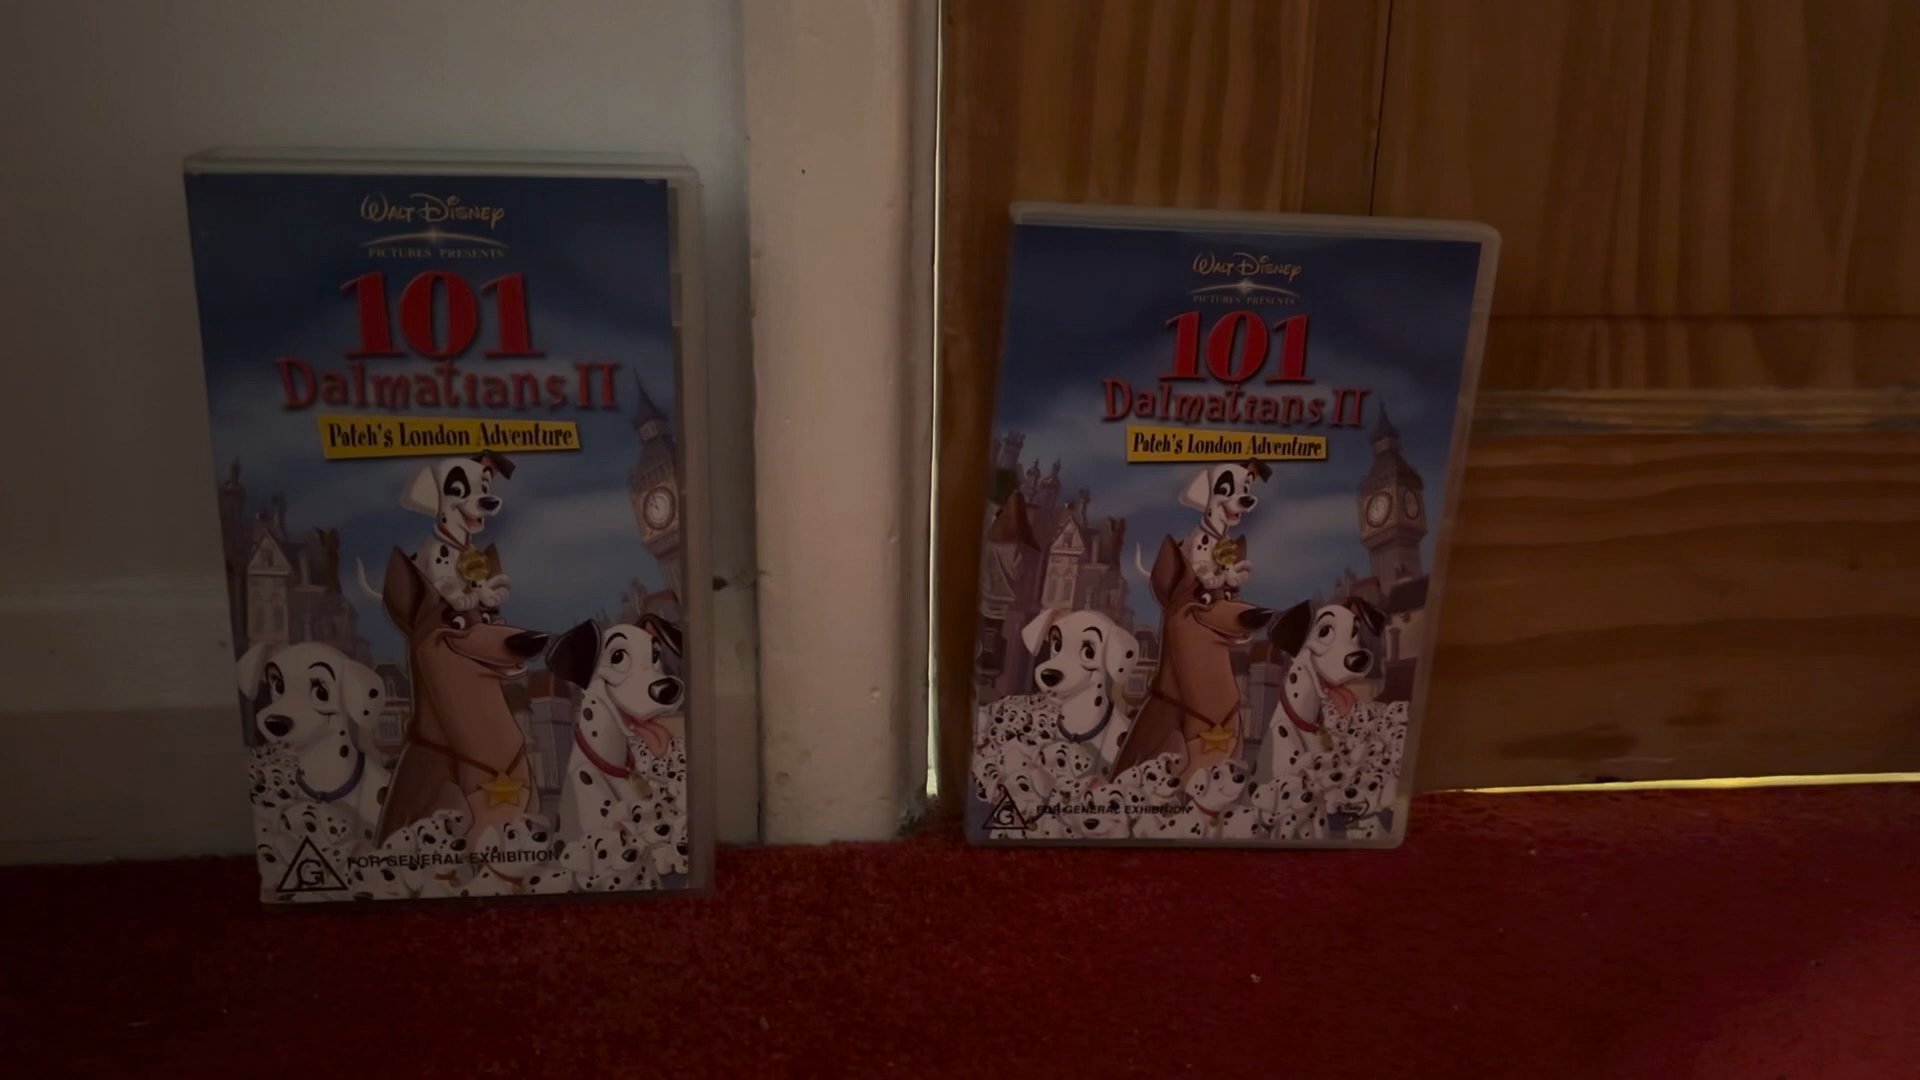 WALT DISNEY
PICTURES PRESENTS
101
Dalmatians II
Patch's London Adventure
G FOR GENERAL EXHIBITION
WALT DISNEY
PICTURES PRESENTS
101
Dalmatians II
Patch's London Adventure
G FOR GENERAL EXHIBITION